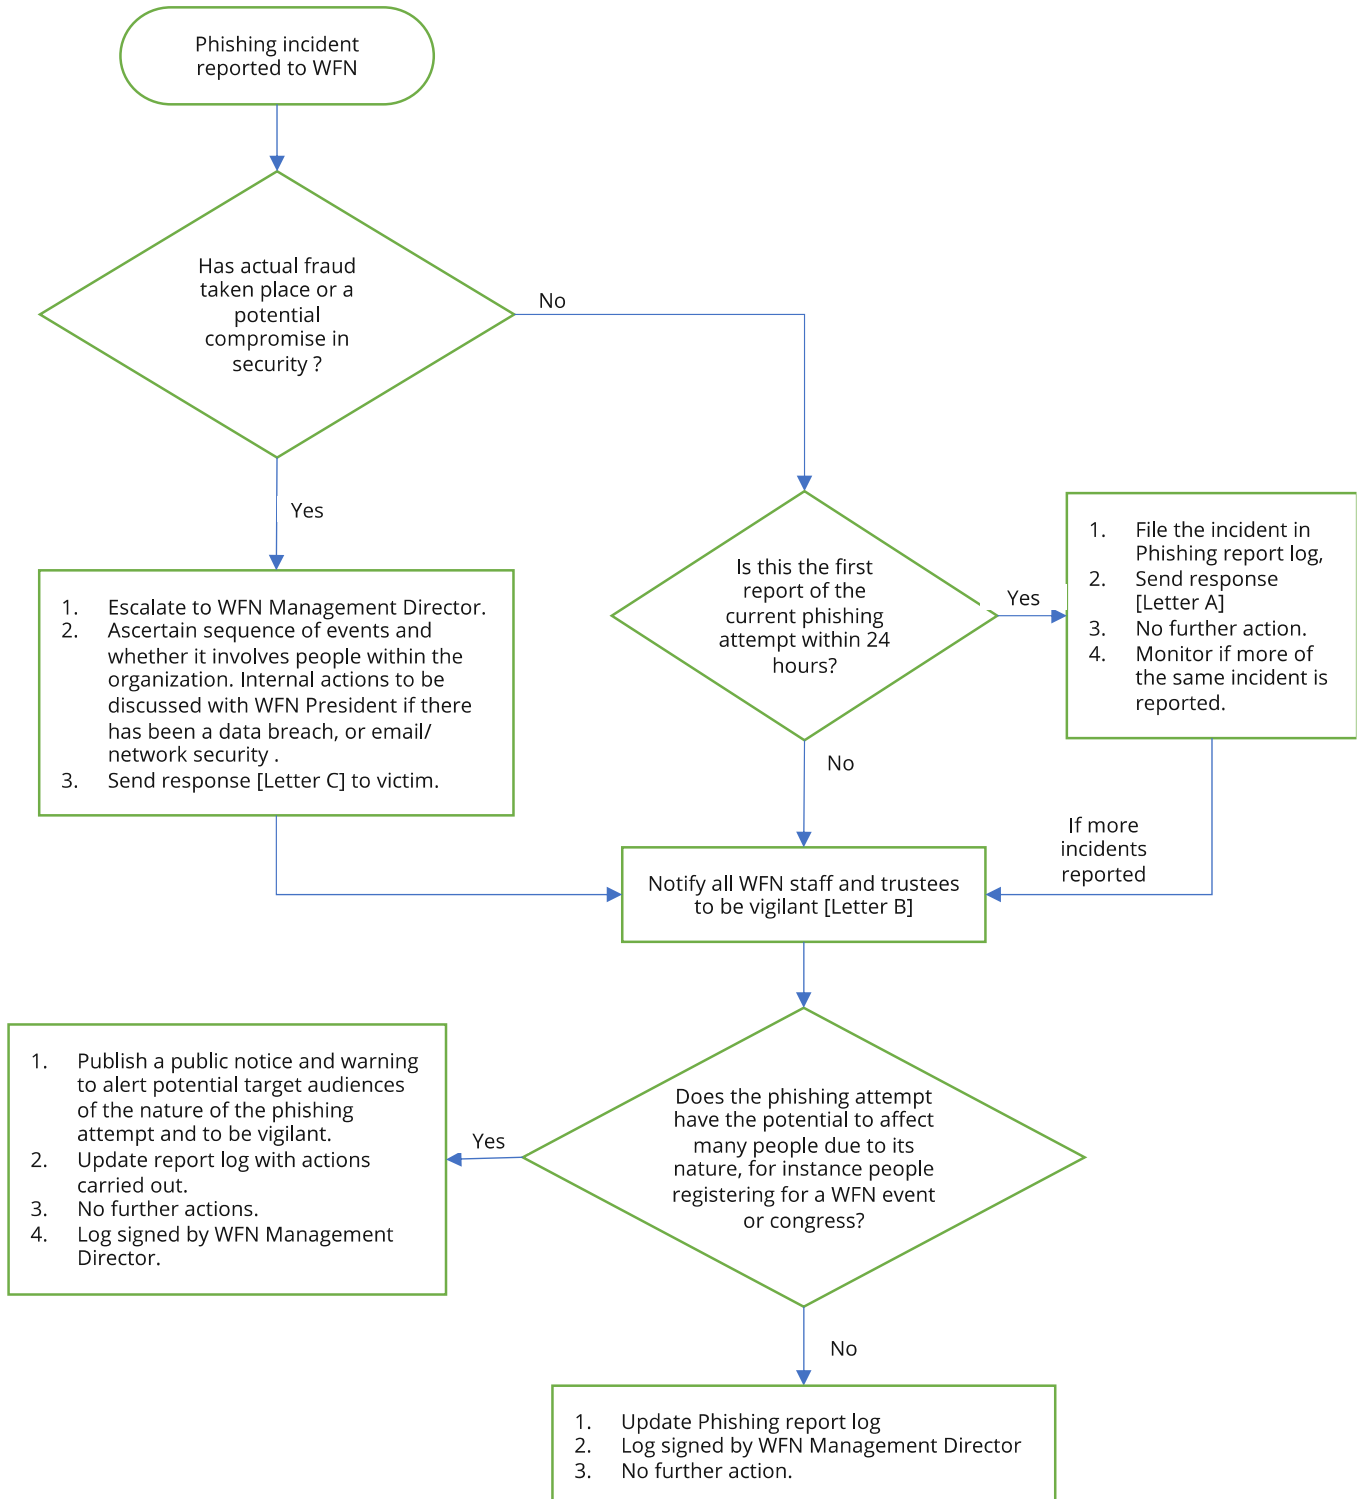 Phishing incident
reported to WFN
Has actual fraud
taken place or a
potential
compromise in
security ?
No
Yes
1. Escalate to WFN Management Director.
2. Ascertain sequence of events and
whether it involves people within the
organization. Internal actions to be
discussed with WFN President if there
has been a data breach, or email/
network security .
3. Send response [Letter C] to victim.
Is this the first
report of the
current phishing
attempt within 24
hours?
Yes
1. File the incident in
Phishing report log,
2. Send response
[Letter A]
3. No further action.
4. Monitor if more of
the same incident is
reported.
No
If more
incidents
reported
Notify all WFN staff and trustees
to be vigilant [Letter B]
Does the phishing attempt
have the potential to affect
many people due to its
nature, for instance people
registering for a WFN event
or congress?
Yes
1. Publish a public notice and warning
to alert potential target audiences
of the nature of the phishing
attempt and to be vigilant.
2. Update report log with actions
carried out.
3. No further actions.
4. Log signed by WFN Management
Director.
No
1. Update Phishing report log
2. Log signed by WFN Management Director
3. No further action.